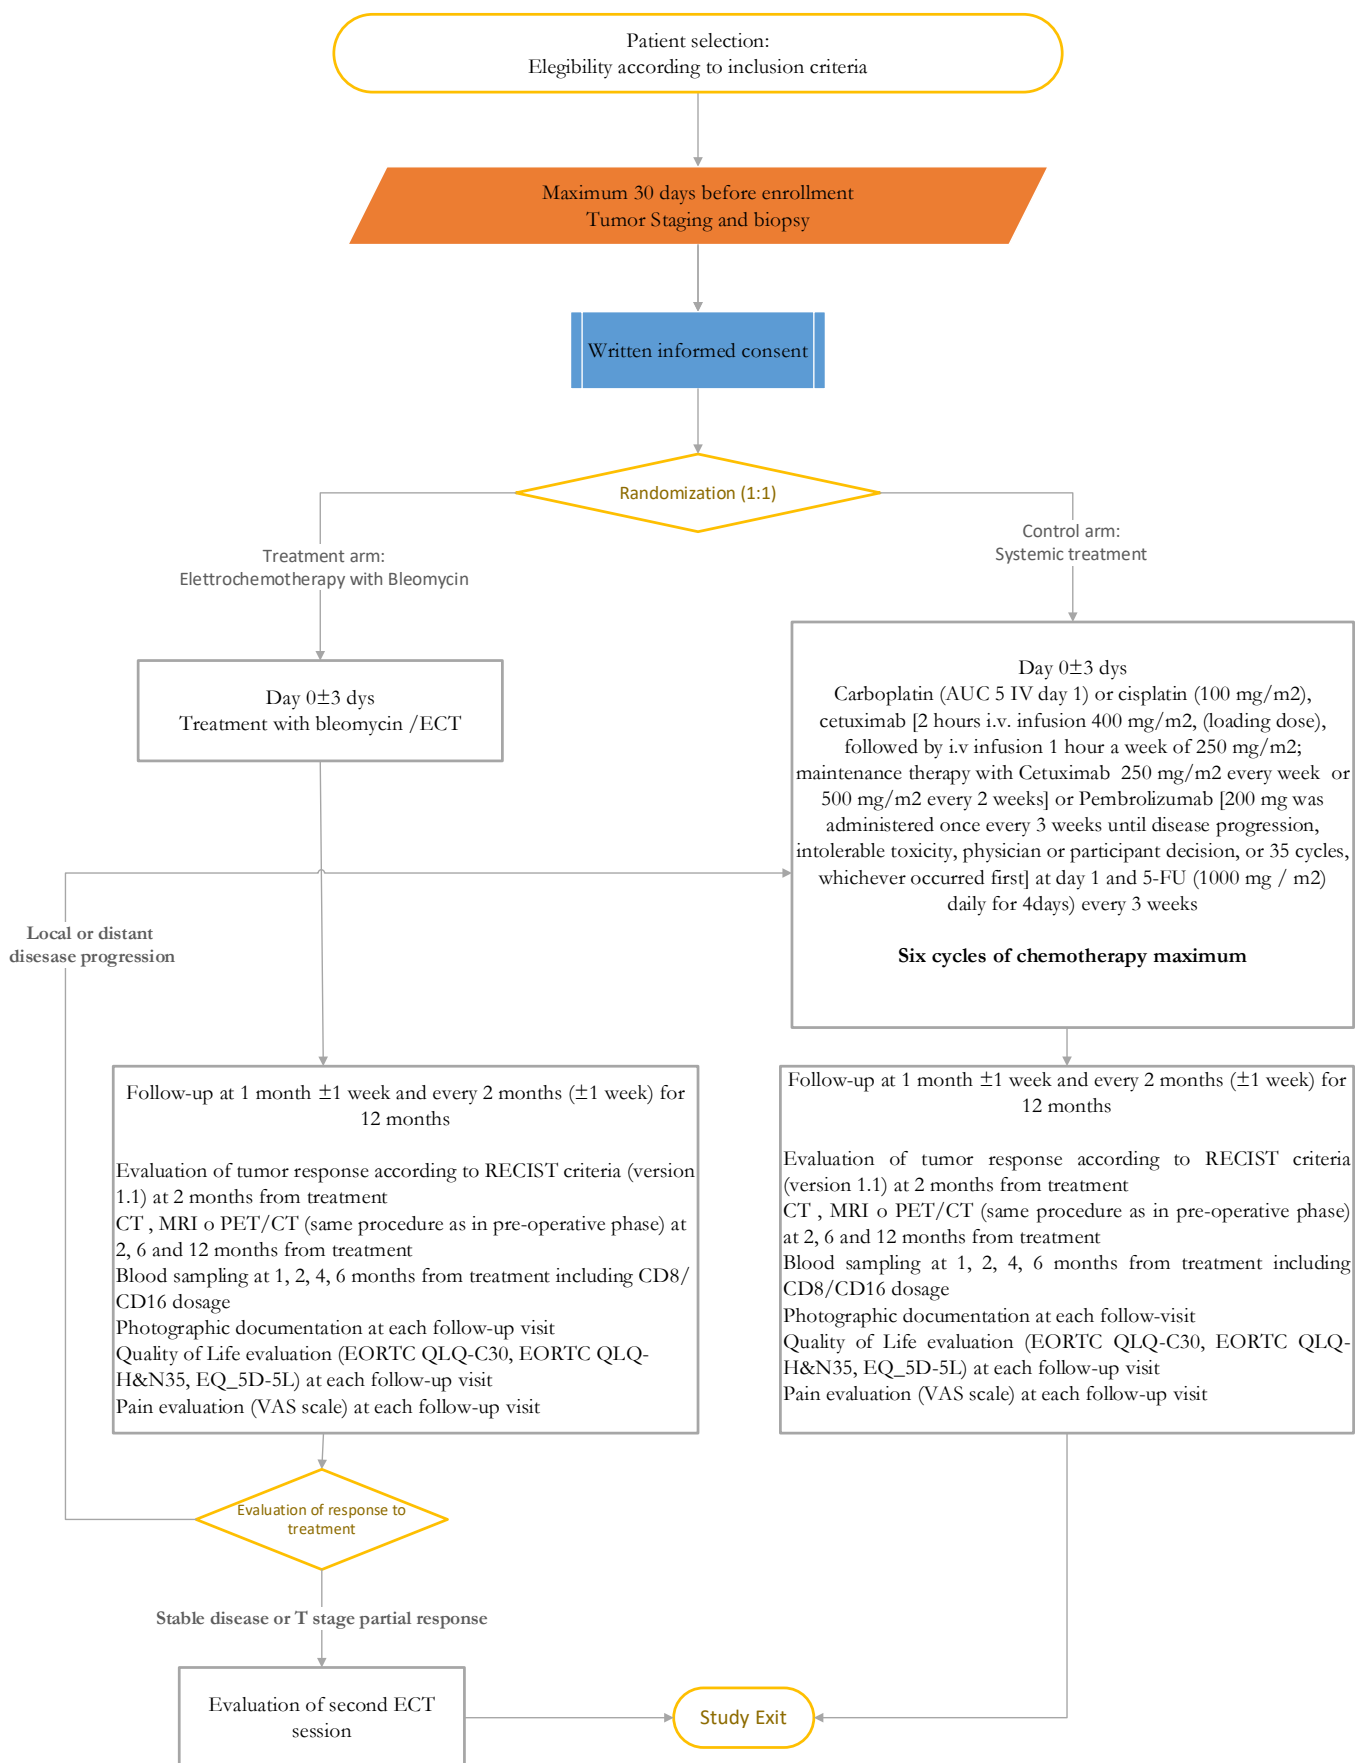 Patient selection:
Elegibility according to inclusion criteria
Maximum 30 days before enrollment
Tumor Staging and biopsy
Written informed consent
Randomization (1:1)
Treatment arm:
Elettrochemotherapy with Bleomycin
Control arm:
Systemic treatment
Day 0±3 dys
Treatment with bleomycin /ECT
Day 0±3 dys
Carboplatin (AUC 5 IV day 1) or cisplatin (100 mg/m2),
cetuximab [2 hours i.v. infusion 400 mg/m2, (loading dose),
followed by i.v infusion 1 hour a week of 250 mg/m2;
maintenance therapy with Cetuximab 250 mg/m2 every week or
500 mg/m2 every 2 weeks] or Pembrolizumab [200 mg was
administered once every 3 weeks until disease progression,
intolerable toxicity, physician or participant decision, or 35 cycles,
whichever occurred first] at day 1 and 5-FU (1000 mg / m2)
daily for 4days) every 3 weeks
Six cycles of chemotherapy maximum
Local or distant
disesase progression
Follow-up at 1 month ±1 week and every 2 months (±1 week) for
12 months
Evaluation of tumor response according to RECIST criteria (version
1.1) at 2 months from treatment
CT , MRI o PET/CT (same procedure as in pre-operative phase) at
2, 6 and 12 months from treatment
Blood sampling at 1, 2, 4, 6 months from treatment including CD8/
CD16 dosage
Photographic documentation at each follow-up visit
Quality of Life evaluation (EORTC QLQ-C30, EORTC QLQ-
H&N35, EQ_5D-5L) at each follow-up visit
Pain evaluation (VAS scale) at each follow-up visit
Follow-up at 1 month ±1 week and every 2 months (±1 week) for
12 months
Evaluation of tumor response according to RECIST criteria
(version 1.1) at 2 months from treatment
CT , MRI o PET/CT (same procedure as in pre-operative phase)
at 2, 6 and 12 months from treatment
Blood sampling at 1, 2, 4, 6 months from treatment including
CD8/CD16 dosage
Photographic documentation at each follow-visit
Quality of Life evaluation (EORTC QLQ-C30, EORTC QLQ-
H&N35, EQ_5D-5L) at each follow-up visit
Pain evaluation (VAS scale) at each follow-up visit
Evaluation of response to
treatment
Stable disease or T stage partial response
Evaluation of second ECT
session
Study Exit